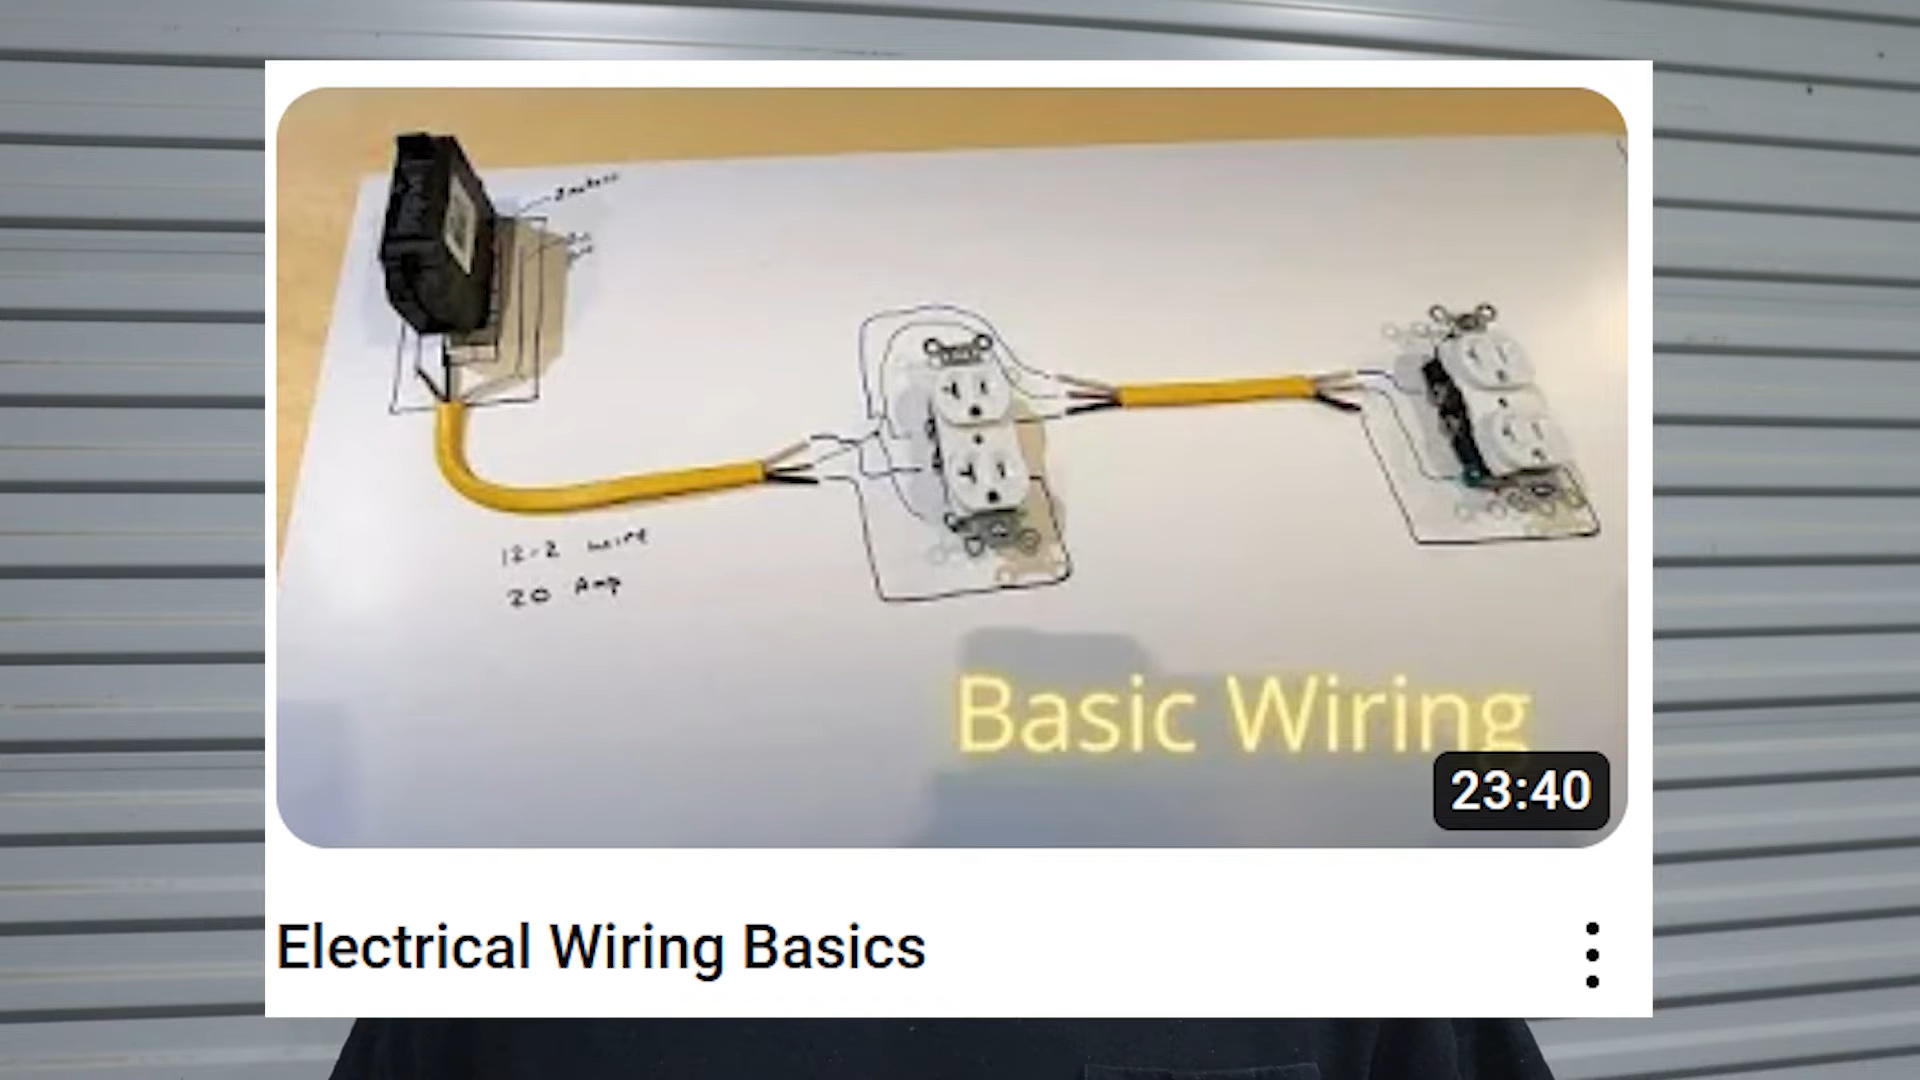 12-2 wire
20 Amp
Basic Wiring
23:40
Electrical Wiring Basics